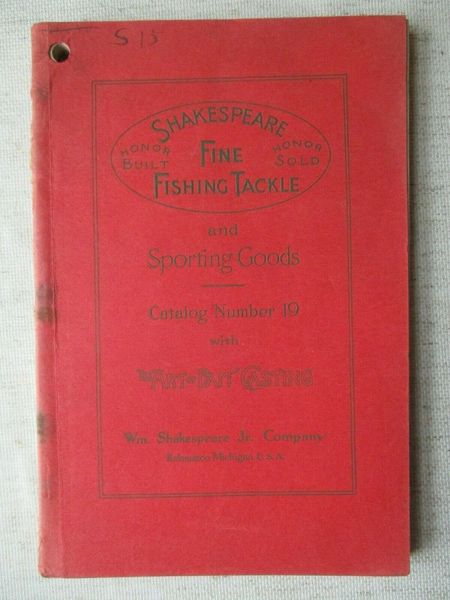 S 15
SHAKESPEARE
HONOR BUILT
FINE
HONOR SOLD
FISHING TACKLE
and
Sporting Goods
Catalog Number 19
with
The ART of BAIT CASTING
Wm. Shakespeare Jr. Company
Kalamazoo Michigan U.S.A.